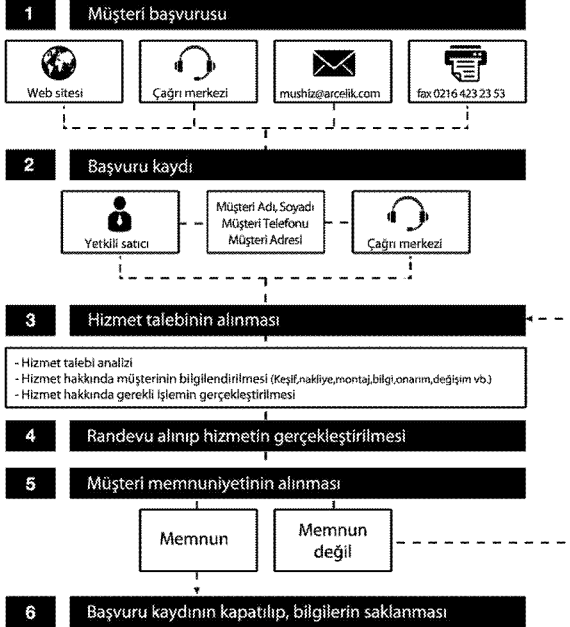 1 Müşteri başvurusu
Web sitesi
Çağrı merkezi
mushiz@arcelik.com
fax 0216 423 23 53
2 Başvuru kaydı
Yetkili satıcı
Müşteri Adı, Soyadı
Müşteri Telefonu
Müşteri Adresi
Çağrı merkezi
3 Hizmet talebinin alınması
- Hizmet talebi analizi
- Hizmet hakkında müşterinin bilgilendirilmesi (Keşif,nakliye,montaj,bilgi,onarım,değişim vb.)
- Hizmet hakkında gerekli işlemin gerçekleştirilmesi
4 Randevu alınıp hizmetin gerçekleştirilmesi
5 Müşteri memnuniyetinin alınması
Memnun
Memnun
değil
6 Başvuru kaydının kapatılıp, bilgilerin saklanması